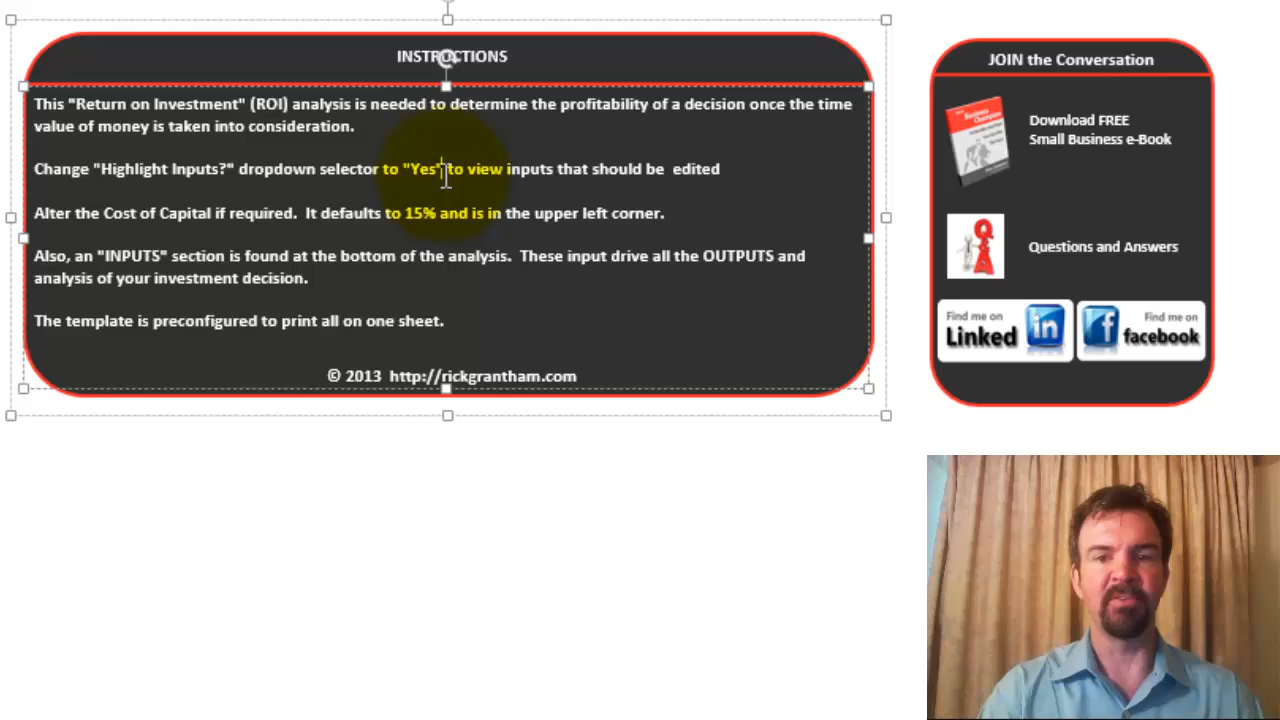 INSTRUCTIONS
This "Return on Investment" (ROI) analysis is needed to determine the profitability of a decision once the time
value of money is taken into consideration.
Change "Highlight Inputs?" dropdown selector to "Yes" to view inputs that should be  edited
Alter the Cost of Capital if required.  It defaults to 15% and is in the upper left corner.
Also, an "INPUTS" section is found at the bottom of the analysis.  These input drive all the OUTPUTS and
analysis of your investment decision.
The template is preconfigured to print all on one sheet.
© 2013  http://rickgrantham.com
JOIN the Conversation
Business
Champion
Download FREE
Small Business e-Book
Q&A
Questions and Answers
Find me on
Linked in
Find me on
f facebook